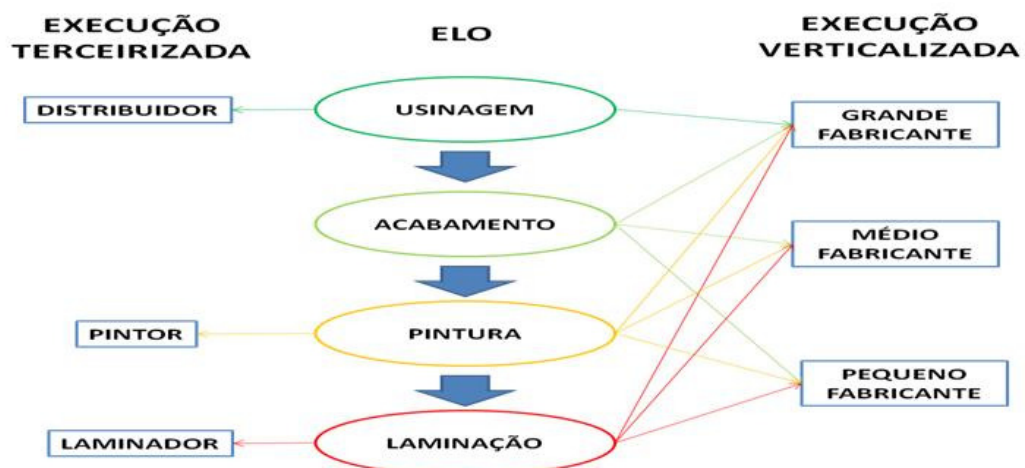 EXECUÇÃO
TERCEIRIZADA
ELO
EXECUÇÃO
VERTICALIZADA
DISTRIBUIDOR
USINAGEM
GRANDE
FABRICANTE
ACABAMENTO
MÉDIO
FABRICANTE
PINTOR
PINTURA
PEQUENO
FABRICANTE
LAMINADOR
LAMINAÇÃO